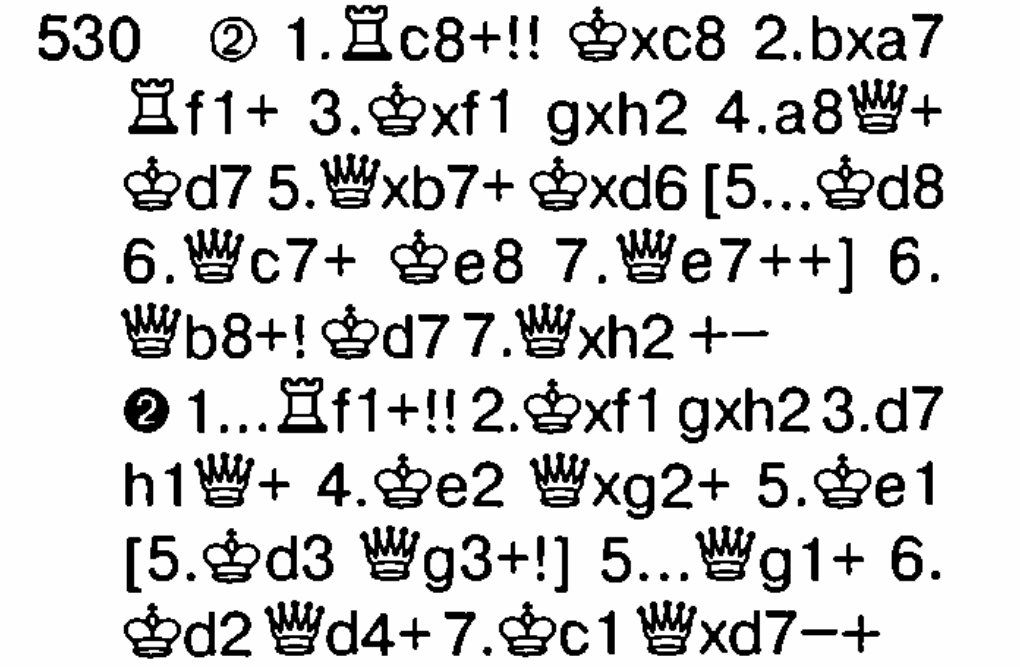 530 ② 1.♖c8+!! ♔xc8 2.bxa7
♖f1+ 3.♔xf1 gxh2 4.a8♕+
♔d7 5.♕xb7+ ♔xd6 [5...♔d8
6.♕c7+ ♔e8 7.♕e7++] 6.
♕b8+! ♔d7 7.♕xh2 +−
❷ 1...♖f1+!! 2.♔xf1 gxh2 3.d7
h1♕+ 4.♔e2 ♕xg2+ 5.♔e1
[5.♔d3 ♕g3+!] 5...♕g1+ 6.
♔d2 ♕d4+ 7.♔c1 ♕xd7−+